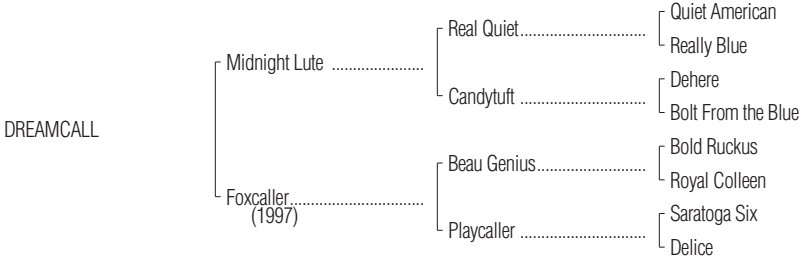 Quiet American
Real Quiet..............................
Really Blue
Midnight Lute ......................
Dehere
Candytuft ..............................
Bolt From the Blue
DREAMCALL
Bold Ruckus
Beau Genius..........................
Royal Colleen
Foxcaller................................
(1997)
Saratoga Six
Playcaller ..............................
Delice